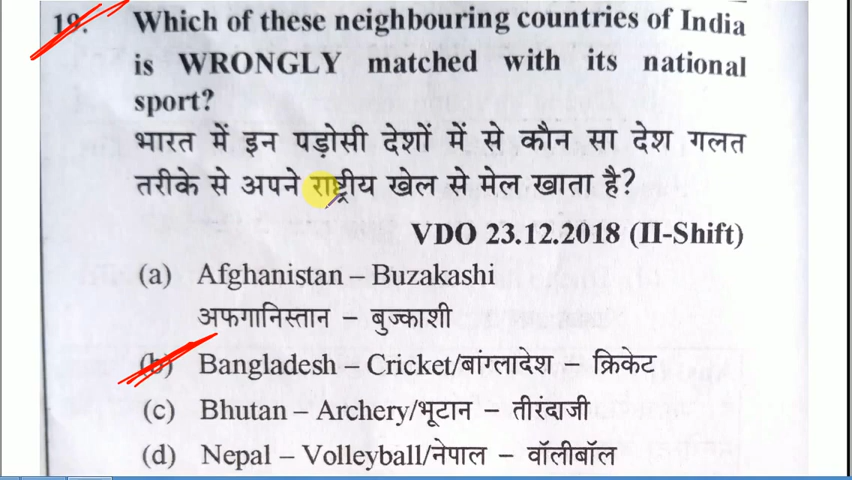 19. Which of these neighbouring countries of India
is WRONGLY matched with its national
sport?
भारत में इन पड़ोसी देशों में से कौन सा देश गलत
तरीके से अपने राष्ट्रीय खेल से मेल खाता है?
VDO 23.12.2018 (II-Shift)
(a) Afghanistan – Buzakashi
अफगानिस्तान – बुज्काशी
(b) Bangladesh – Cricket/बांग्लादेश – क्रिकेट
(c) Bhutan – Archery/भूटान – तीरंदाजी
(d) Nepal – Volleyball/नेपाल – वॉलीबॉल